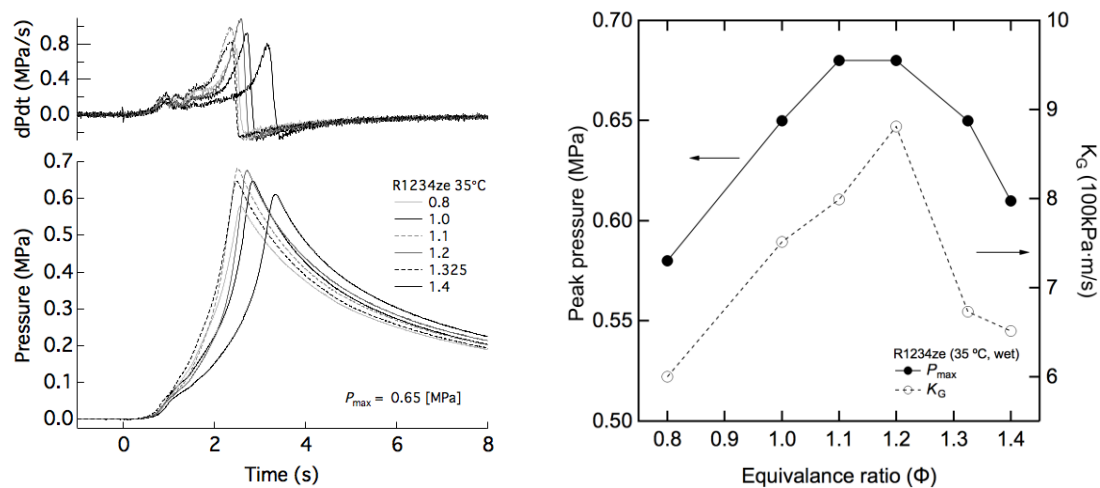 dPdt (MPa/s)
0.8
0.4
0.0
Pressure (MPa)
0.7
0.6
0.5
0.4
0.3
0.2
0.1
0.0
R1234ze 35°C
0.8
1.0
1.1
1.2
1.325
1.4
Pmax = 0.65 [MPa]
0 2 4 6 8
Time (s)
Peak pressure (MPa)
0.70
0.65
0.60
0.55
0.50
10
9
8
7
6
KG (100kPa·m/s)
R1234ze (35 ºC, wet)
Pmax
KG
0.8 0.9 1.0 1.1 1.2 1.3 1.4
Equivalance ratio (Φ)